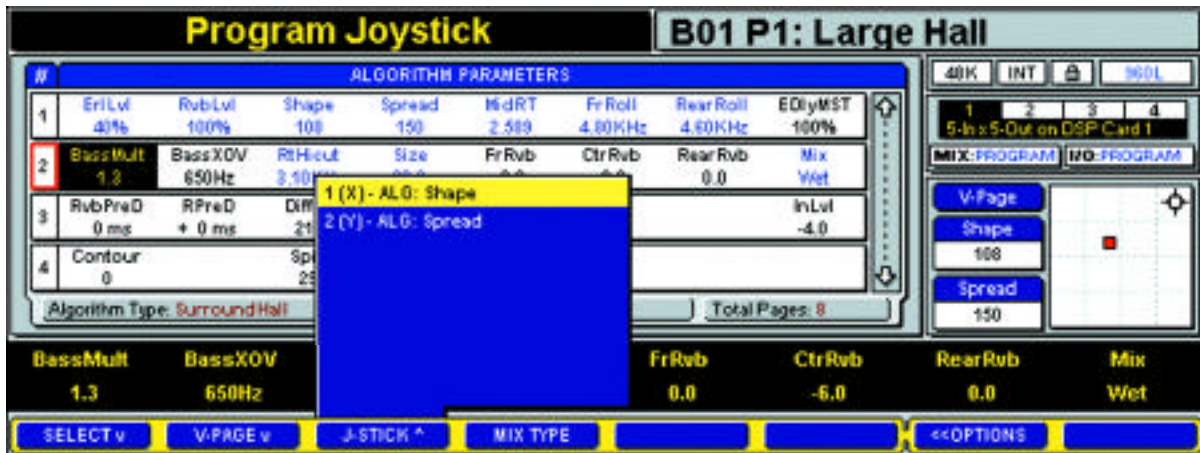 Program Joystick
B01 P1: Large Hall
# ALGORITHM PARAMETERS
48K INT 960L
1 ErlLvl RvbLvl Shape Spread MidRT FrRoll RearRoll EDlyMST
40% 100% 108 150 2.509 4.80KHz 4.60KHz 100%
1 2 3 4
5-In x 5-Out on DSP Card 1
2 BassMult BassXOV RtHicut Size FrRvb CtrRvb RearRvb Mix
1.3 650Hz 0.0 Wet
MIX:PROGRAM I/O:PROGRAM
1 (X) - ALG: Shape
2 (Y) - ALG: Spread
3 RvbPreD RPreD InLvl
0 ms + 0 ms -4.0
V-Page
Shape
108
4 Contour
0
Spread
150
Algorithm Type: Surround Hall Total Pages: 8
BassMult BassXOV FrRvb CtrRvb RearRvb Mix
1.3 650Hz 0.0 -6.0 0.0 Wet
SELECT v V-PAGE v J-STICK ^ MIX TYPE <<OPTIONS